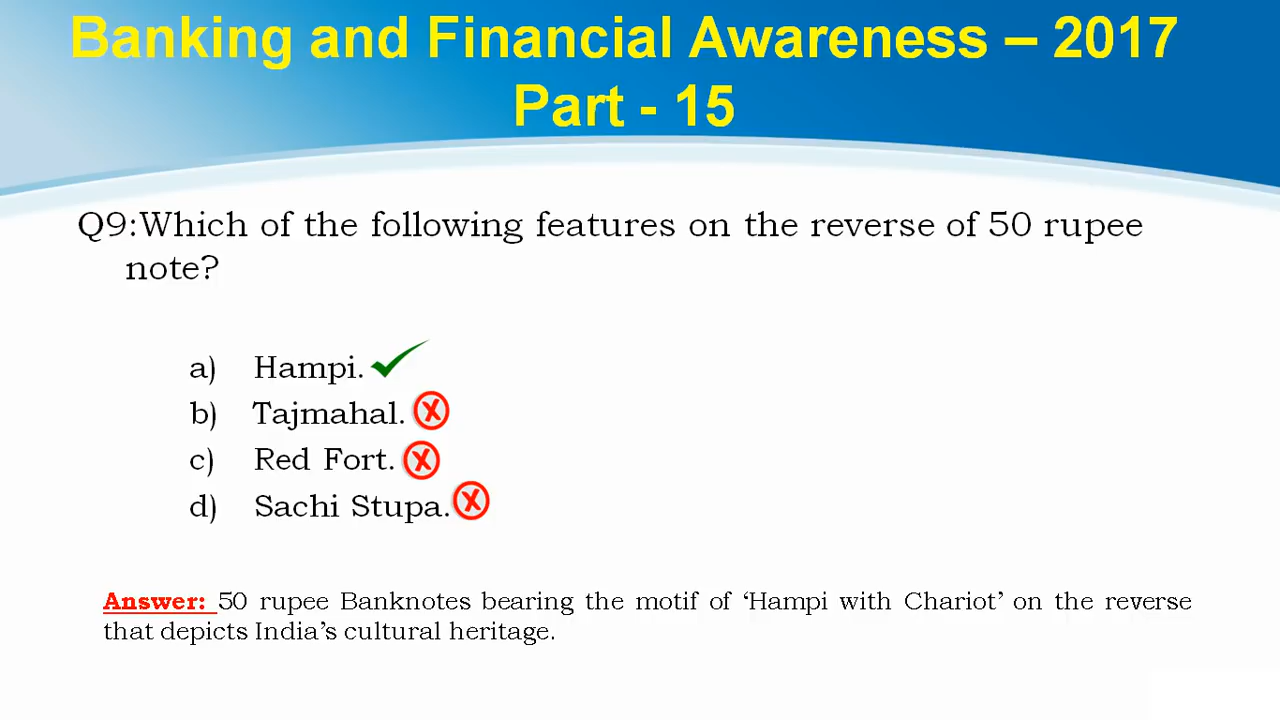 Banking and Financial Awareness – 2017
Part - 15
Q9:Which of the following features on the reverse of 50 rupee
note?
a) Hampi.
b) Tajmahal.
c) Red Fort.
d) Sachi Stupa.
Answer: 50 rupee Banknotes bearing the motif of ‘Hampi with Chariot’ on the reverse
that depicts India’s cultural heritage.